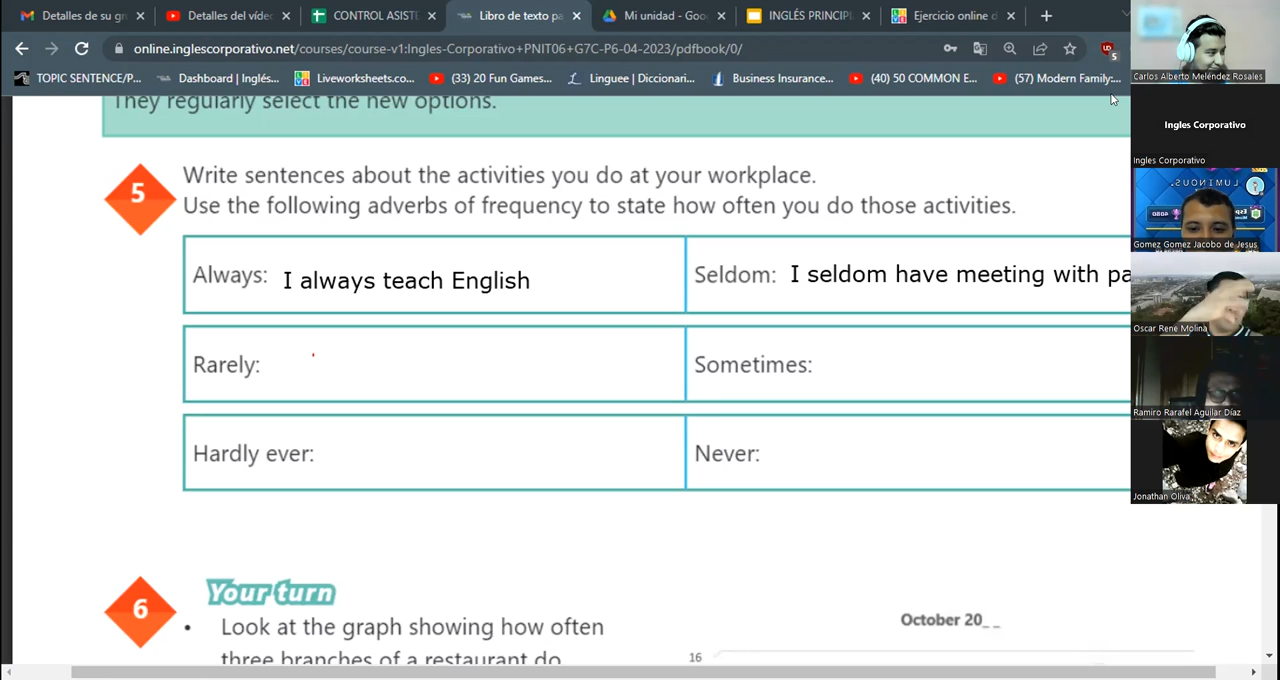 Detalles de su gr
Detalles del víde
CONTROL ASIST
Libro de texto pa
Mi unidad - Goo
INGLÉS PRINCIP
Ejercicio online d
online.inglescorporativo.net/courses/course-v1:Ingles-Corporativo+PNIT06+G7C-P6-04-2023/pdfbook/0/
TOPIC SENTENCE/P...
Dashboard | Inglés...
Liveworksheets.co...
(33) 20 Fun Games...
Linguee | Diccionari...
Business Insurance...
(40) 50 COMMON E...
(57) Modern Family:...
They regularly select the new options.
5
Write sentences about the activities you do at your workplace.
Use the following adverbs of frequency to state how often you do those activities.
Always: I always teach English
Seldom: I seldom have meeting with pa
Rarely:
Sometimes:
Hardly ever:
Never:
6
Your turn
• Look at the graph showing how often
three branches of a restaurant do
October 20__
16
Carlos Alberto Meléndez Rosales
Ingles Corporativo
Ingles Corporativo
LUMINOUS
Gomez Gomez Jacobo de Jesus
Oscar Rene Molina
Ramiro Rarafel Aguilar Díaz
Jonathan Oliva